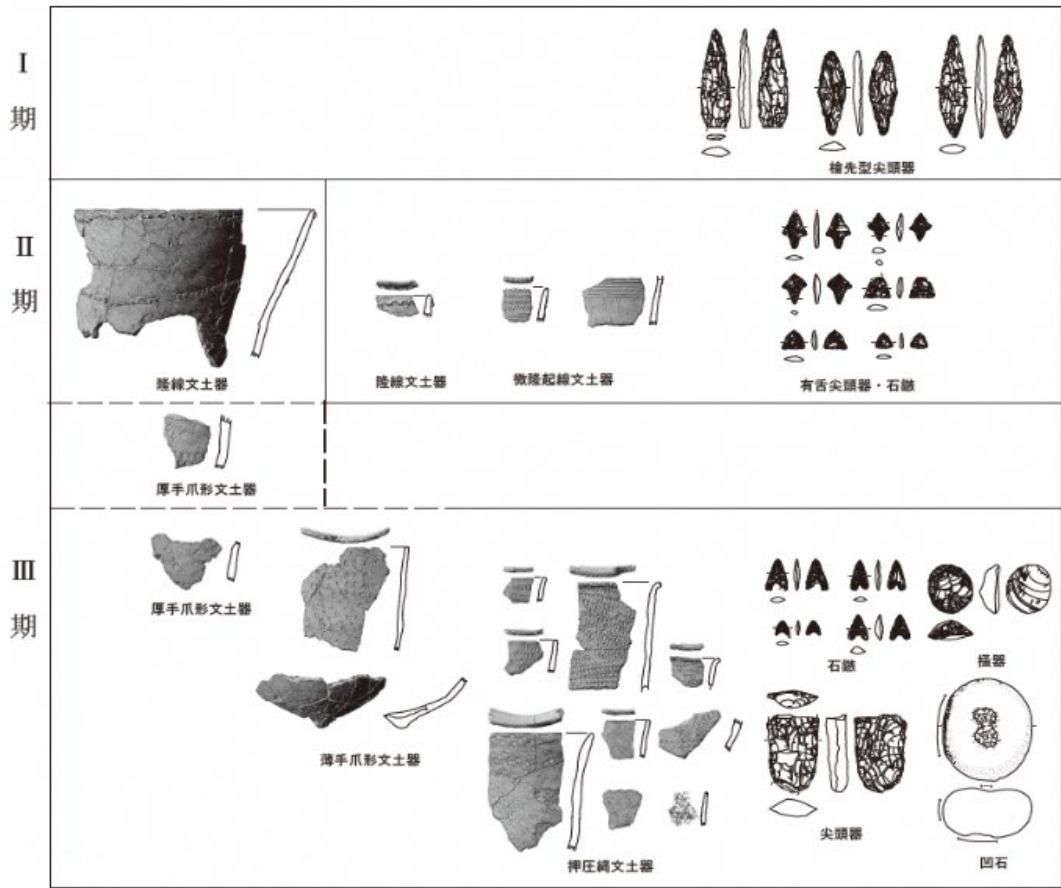 I
期
槍先型尖頭器
II
期
隆線文土器
隆線文土器
微隆起線文土器
有舌尖頭器・石鏃
厚手爪形文土器
III
期
厚手爪形文土器
石鏃
掻器
薄手爪形文土器
尖頭器
押圧縄文土器
凹石